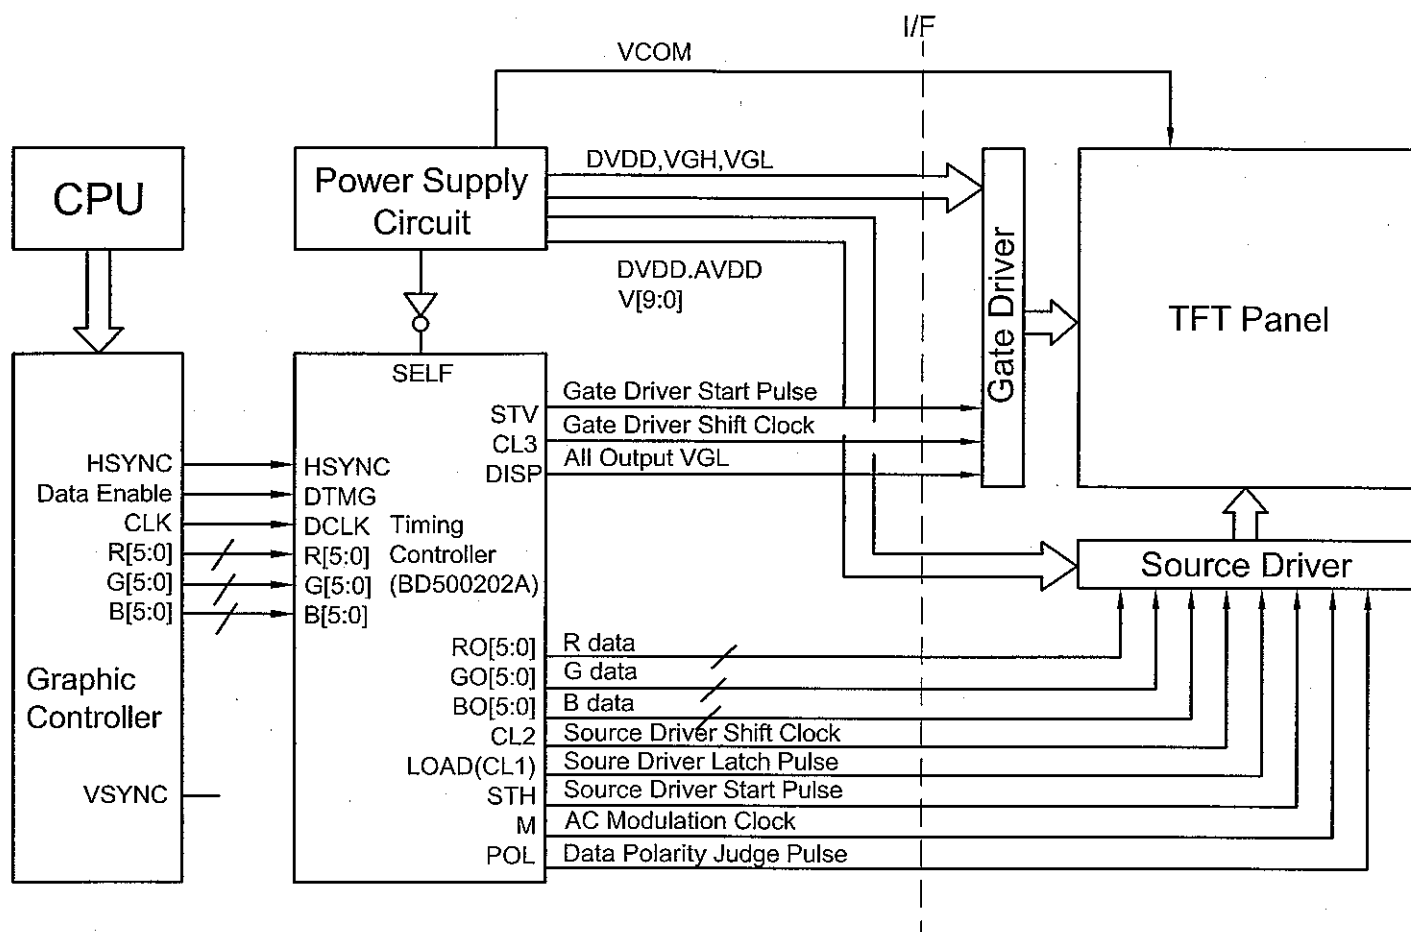 I/F
VCOM
CPU
Power Supply
Circuit
DVDD,VGH,VGL
DVDD.AVDD
V[9:0]
Gate Driver
TFT Panel
SELF
STV
Gate Driver Start Pulse
CL3
Gate Driver Shift Clock
DISP
All Output VGL
HSYNC
HSYNC
Data Enable
DTMG
CLK
DCLK
Timing
R[5:0]
R[5:0]
Controller
G[5:0]
G[5:0]
(BD500202A)
B[5:0]
B[5:0]
Source Driver
Graphic
Controller
VSYNC
RO[5:0]
R data
GO[5:0]
G data
BO[5:0]
B data
CL2
Source Driver Shift Clock
LOAD(CL1)
Soure Driver Latch Pulse
STH
Source Driver Start Pulse
M
AC Modulation Clock
POL
Data Polarity Judge Pulse